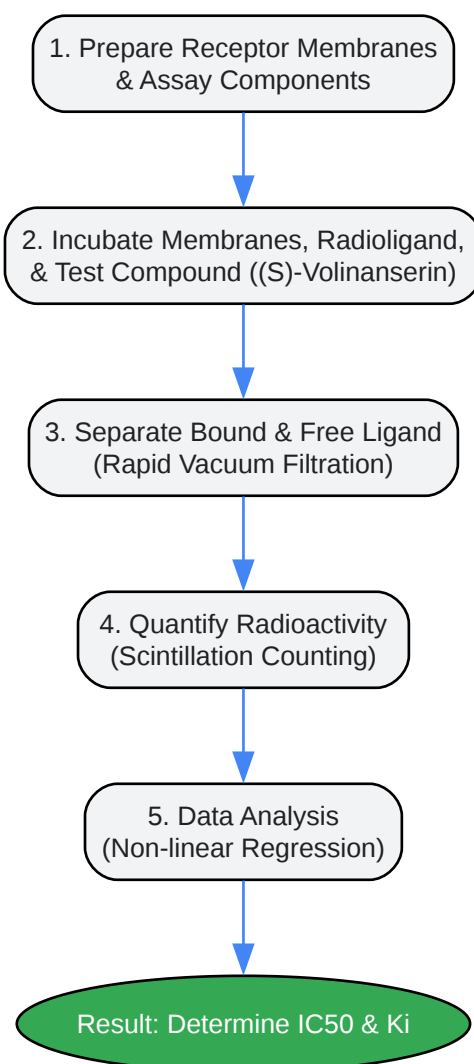 1. Prepare Receptor Membranes
& Assay Components
2. Incubate Membranes, Radioligand,
& Test Compound ((S)-Volinanserin)
3. Separate Bound & Free Ligand
(Rapid Vacuum Filtration)
4. Quantify Radioactivity
(Scintillation Counting)
5. Data Analysis
(Non-linear Regression)
Result: Determine IC50 & Ki